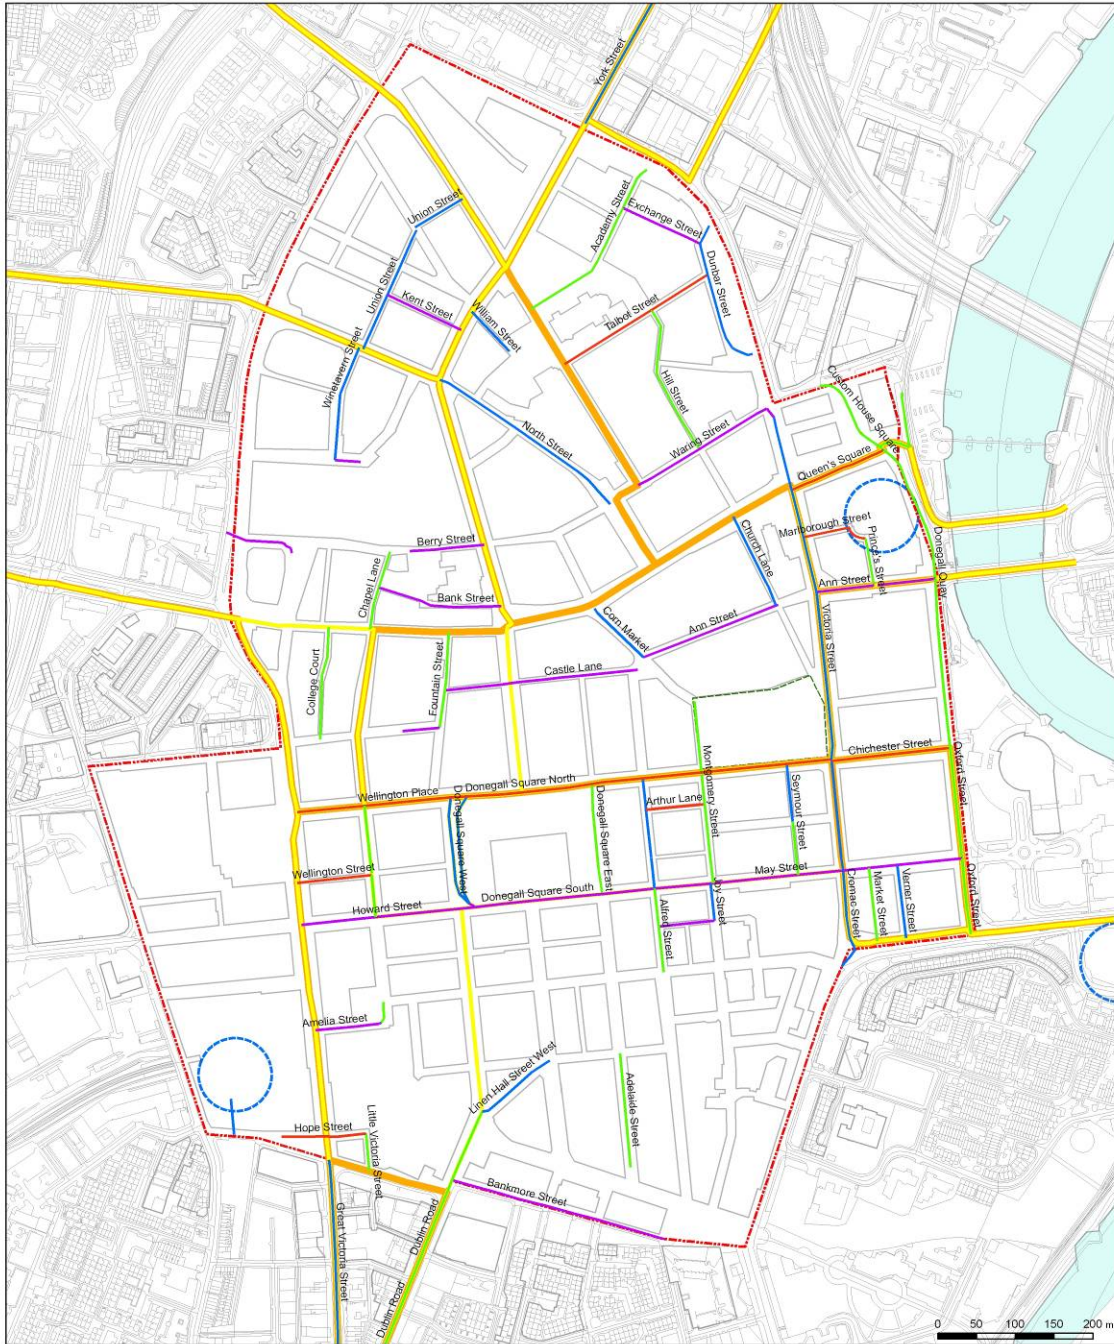 York Street
Union Street
Academy Street
Exchange Street
Dunbar Street
Union Street
Kent Street
William Street
Talbot Street
Winetavern Street
Hill Street
Custom House Square
North Street
Waring Street
Queen's Square
Marlborough Street
Prince's Street
Berry Street
Church Lane
Donegall Quay
Chapel Lane
Bank Street
Ann Street
Corn Market
Ann Street
Victoria Street
College Court
Fountain Street
Castle Lane
Montgomery Street
Chichester Street
Oxford Street
Wellington Place
Donegall Square North
Donegall Square West
Donegall Square East
Arthur Lane
Seymour Street
Wellington Street
May Street
Howard Street
Donegall Square South
Joy Street
Alfred Street
Cromac Street
Market Street
Verner Street
Oxford Street
Amelia Street
Linen Hall Street West
Adelaide Street
Hope Street
Little Victoria Street
Bankmore Street
Great Victoria Street
Dublin Road
Dublin Road
0 50 100 150 200 m